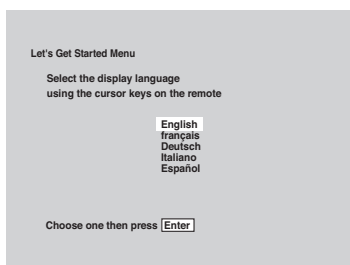 Let's Get Started Menu
Select the display language
using the cursor keys on the remote
English
français
Deutsch
Italiano
Español
Choose one then press Enter